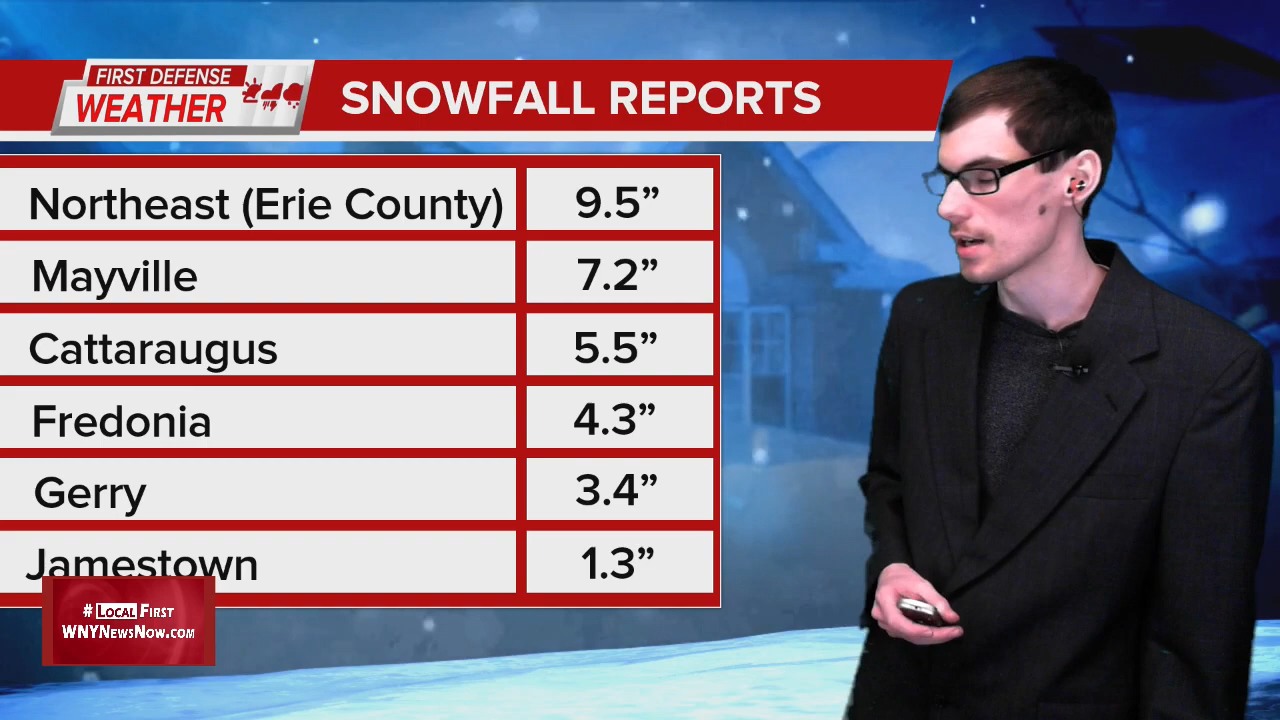 FIRST DEFENSE
WEATHER
SNOWFALL REPORTS
Northeast (Erie County) 9.5”
Mayville 7.2”
Cattaraugus 5.5”
Fredonia 4.3”
Gerry 3.4”
Jamestown 1.3”
# LOCAL FIRST
WNYNEWSNOW.COM